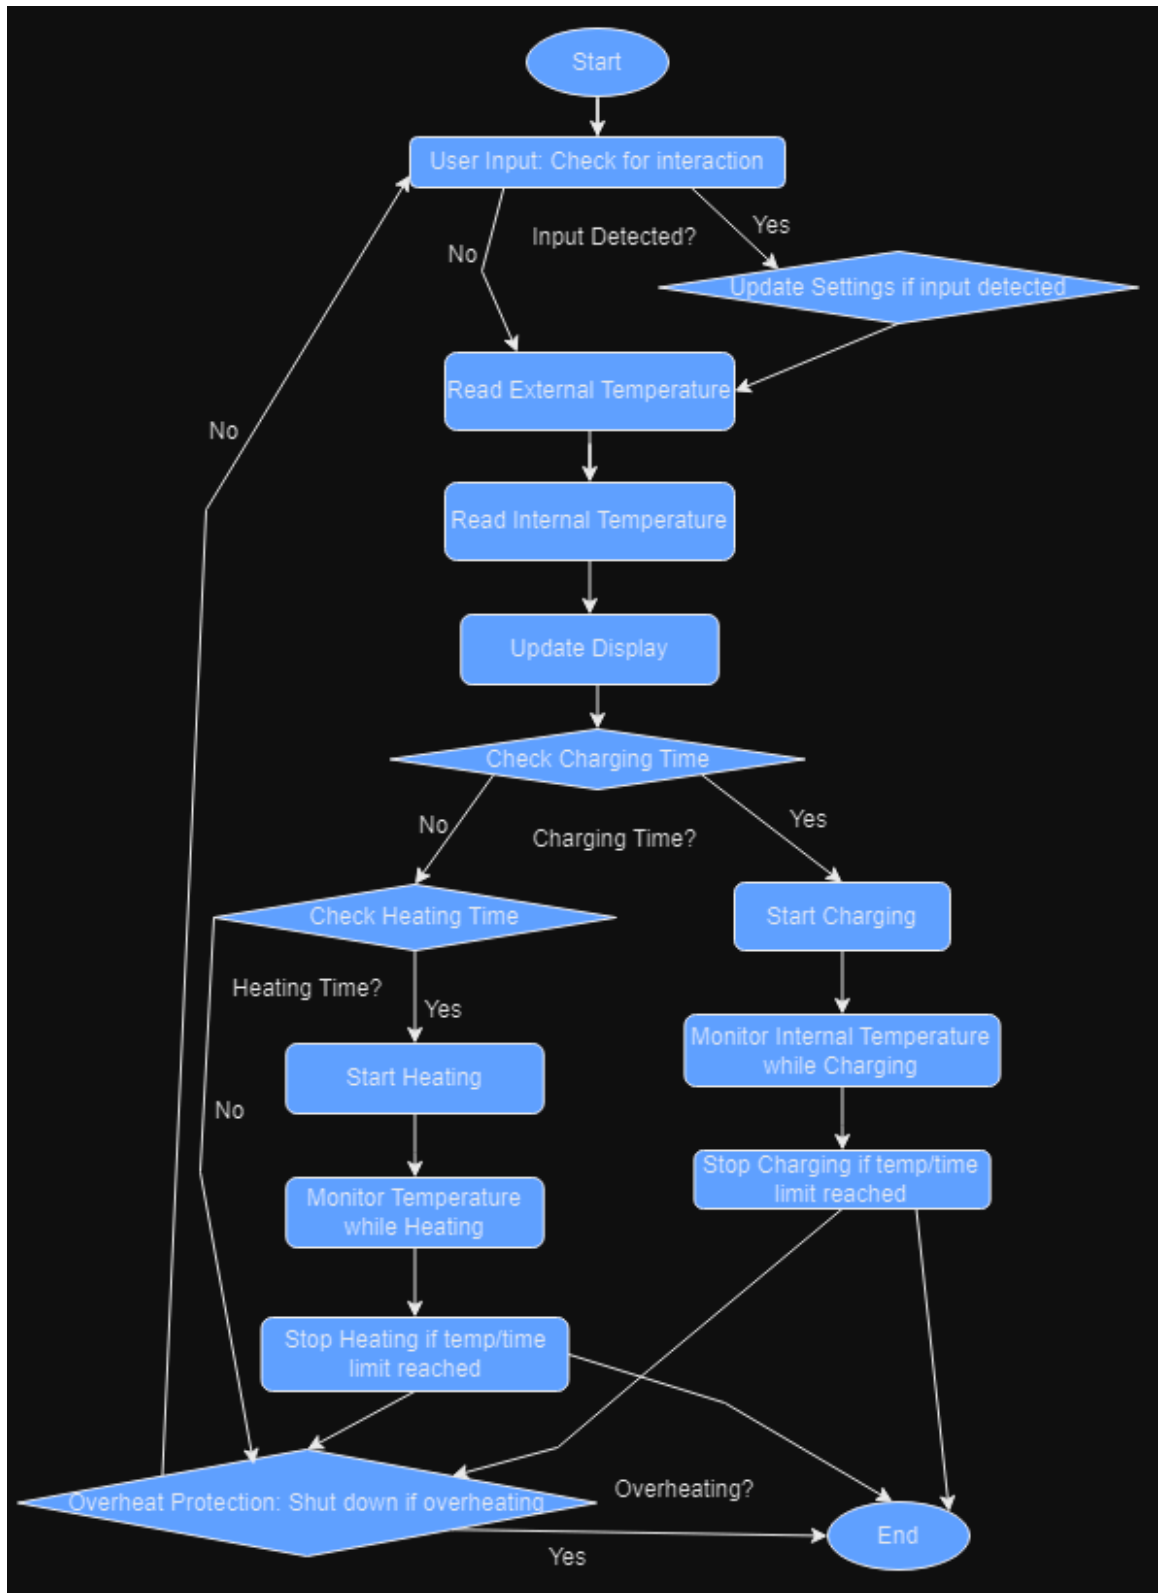 Start
User Input: Check for interaction
Input Detected?
Yes
No
Update Settings if input detected
Read External Temperature
No
Read Internal Temperature
Update Display
Check Charging Time
No
Charging Time?
Yes
Check Heating Time
Start Charging
Heating Time?
Yes
Monitor Internal Temperature
while Charging
Start Heating
No
Stop Charging if temp/time
limit reached
Monitor Temperature
while Heating
Stop Heating if temp/time
limit reached
Overheat Protection: Shut down if overheating
Overheating?
Yes
End